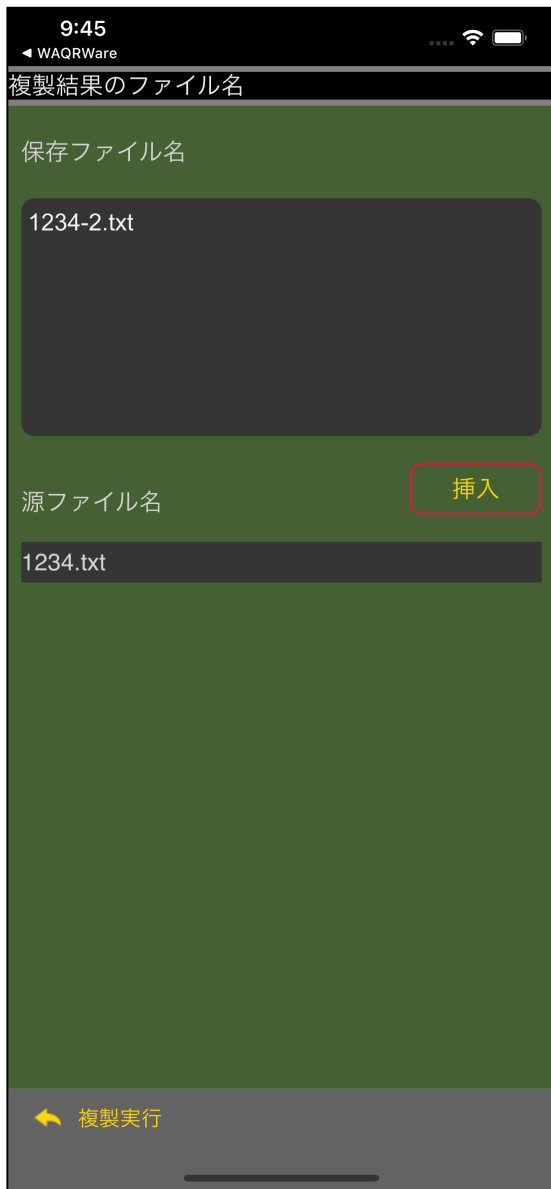 9:45
◀ WAQRWare
複製結果のファイル名
保存ファイル名
1234-2.txt
挿入
源ファイル名
1234.txt
複製実行